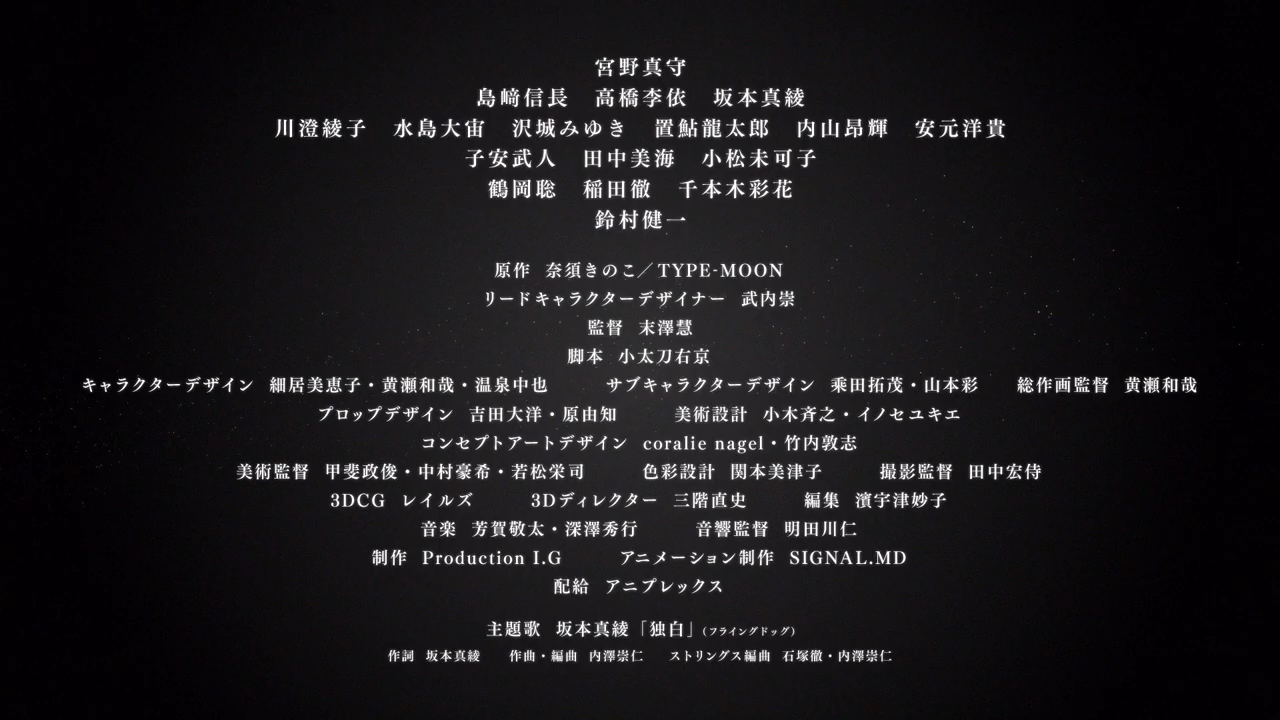 宮野真守
島﨑信長　高橋李依　坂本真綾
川澄綾子　水島大宙　沢城みゆき　置鮎龍太郎　内山昂輝　安元洋貴
子安武人　田中美海　小松未可子
鶴岡聡　稲田徹　千本木彩花
鈴村健一
原作　奈須きのこ／TYPE-MOON
リードキャラクターデザイナー　武内崇
監督　末澤慧
脚本　小太刀右京
キャラクターデザイン　細居美恵子・黄瀬和哉・温泉中也　　サブキャラクターデザイン　乘田拓茂・山本彩　　総作画監督　黄瀬和哉
プロップデザイン　吉田大洋・原由知　　美術設計　小木斉之・イノセユキエ
コンセプトアートデザイン　coralie nagel・竹内敦志
美術監督　甲斐政俊・中村豪希・若松栄司　　色彩設計　関本美津子　　撮影監督　田中宏侍
3DCG　レイルズ　　3Dディレクター　三階直史　　編集　濱宇津妙子
音楽　芳賀敬太・深澤秀行　　音響監督　明田川仁
制作　Production I.G　　アニメーション制作　SIGNAL.MD
配給　アニプレックス
主題歌　坂本真綾「独白」（フライングドッグ）
作詞　坂本真綾　　作曲・編曲　内澤崇仁　　ストリングス編曲　石塚徹・内澤崇仁